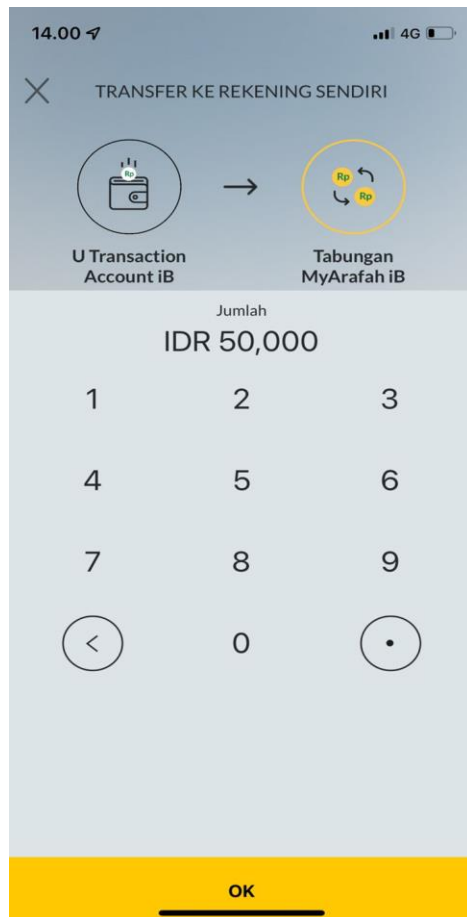 14.00
4G
TRANSFER KE REKENING SENDIRI
Rp
Rp
Rp
U Transaction
Account iB
Tabungan
MyArafah iB
Jumlah
IDR 50,000
1 2 3
4 5 6
7 8 9
< 0 •
OK